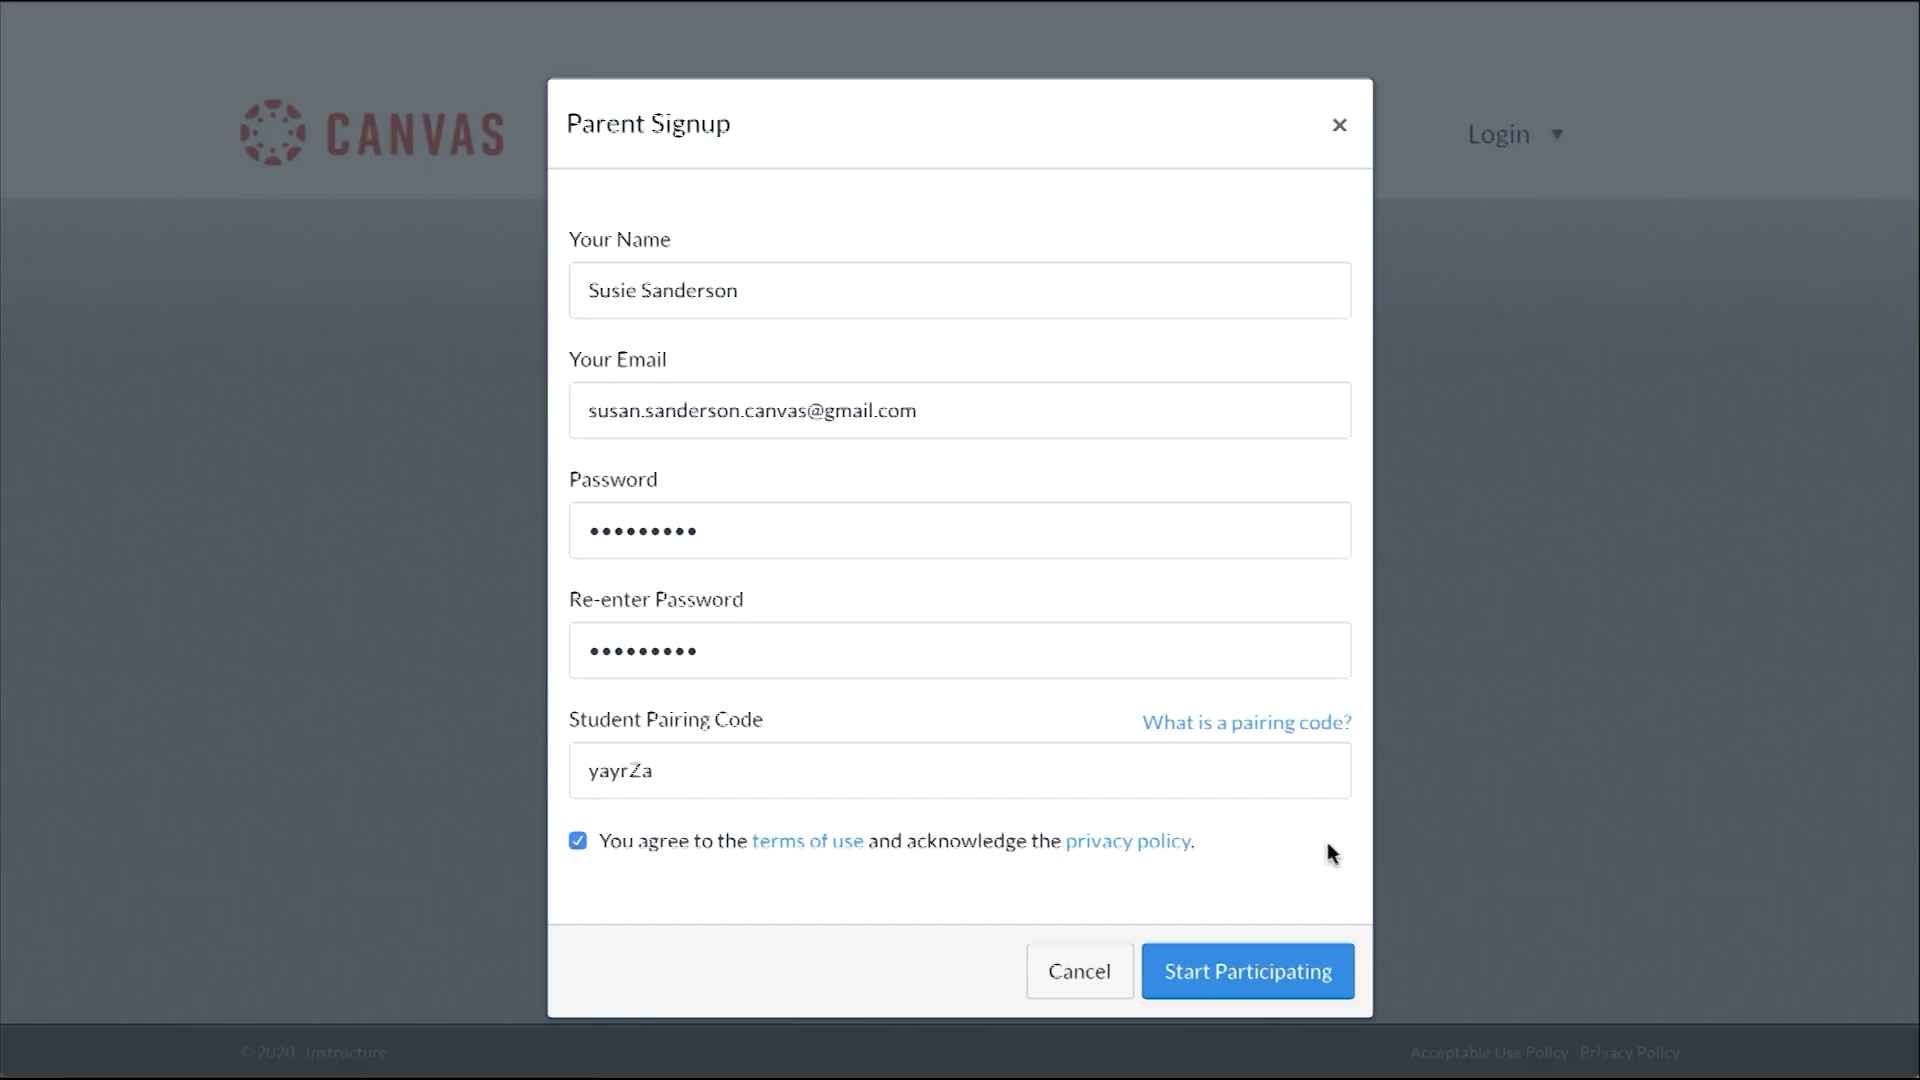 CANVAS
Login
Parent Signup
Your Name
Susie Sanderson
Your Email
susan.sanderson.canvas@gmail.com
Password
•••••••••
Re-enter Password
•••••••••
Student Pairing Code
What is a pairing code?
yayrZa
You agree to the terms of use and acknowledge the privacy policy.
Cancel
Start Participating
© 2020 Instructure
Acceptable Use Policy Privacy Policy